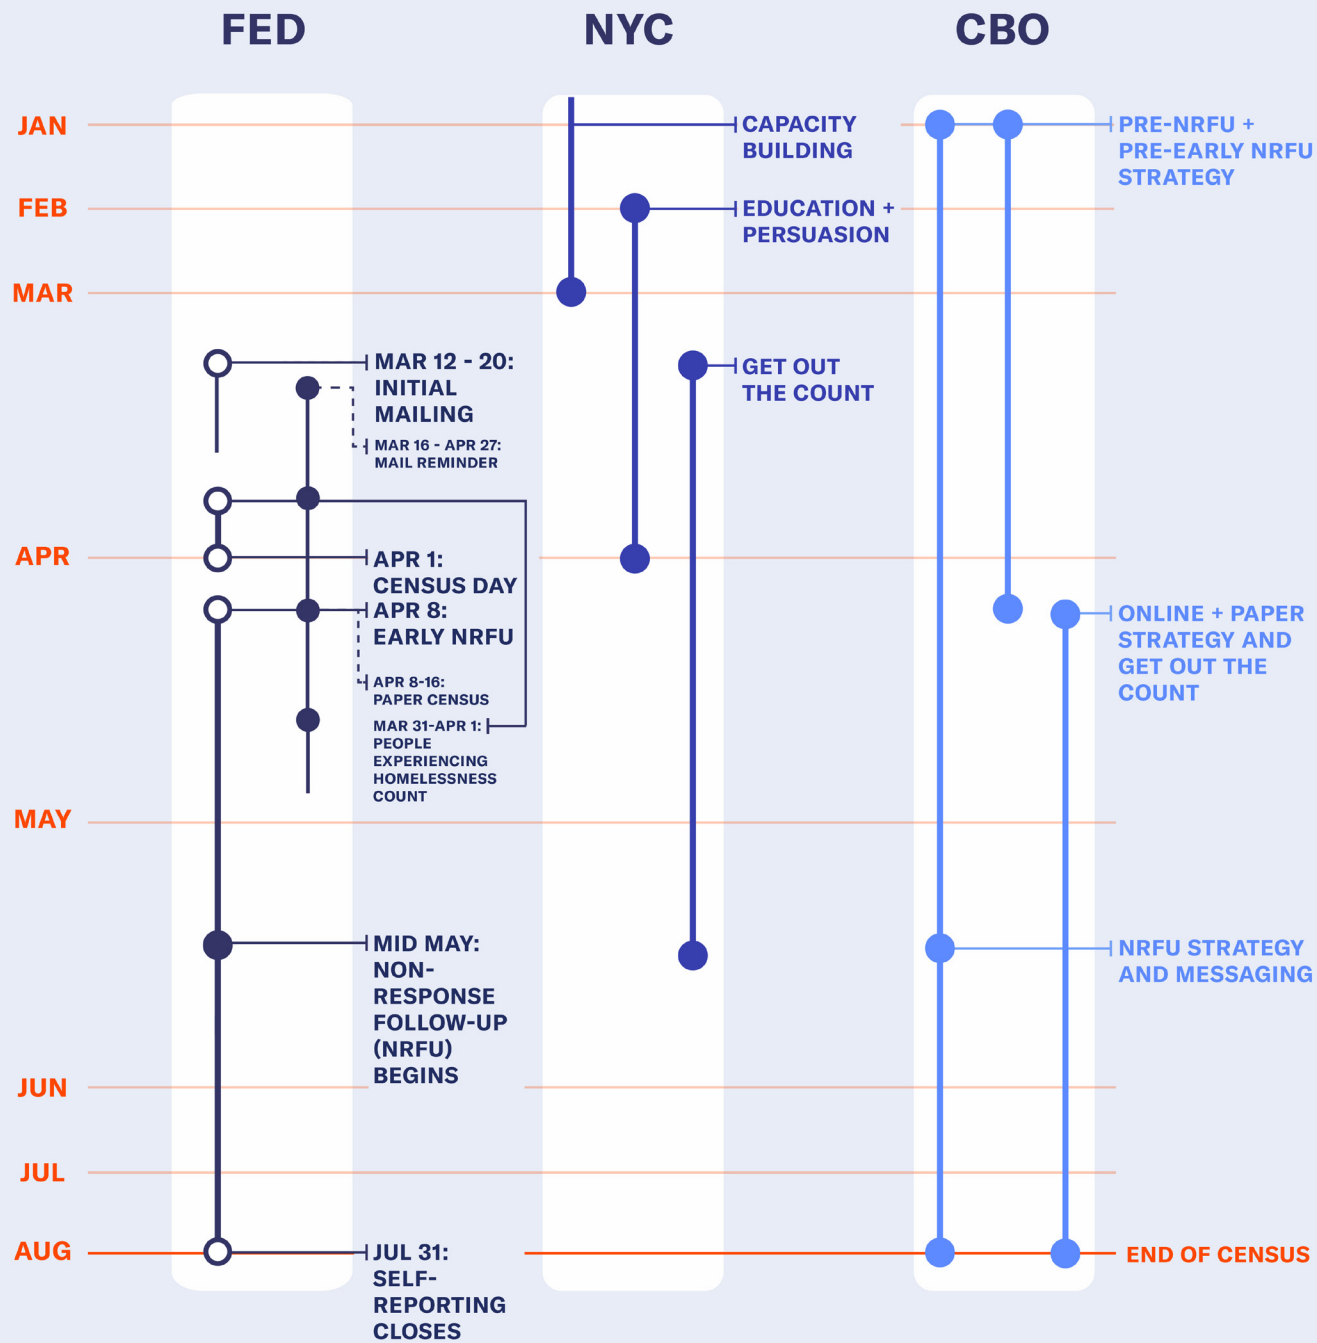 FED
NYC
CBO
JAN
CAPACITY
BUILDING
PRE-NRFU +
PRE-EARLY NRFU
STRATEGY
FEB
EDUCATION +
PERSUASION
MAR
MAR 12 - 20:
INITIAL
MAILING
MAR 16 - APR 27:
MAIL REMINDER
GET OUT
THE COUNT
APR
APR 1:
CENSUS DAY
APR 8:
EARLY NRFU
APR 8-16:
PAPER CENSUS
MAR 31-APR 1:
PEOPLE
EXPERIENCING
HOMELESSNESS
COUNT
ONLINE + PAPER
STRATEGY AND
GET OUT THE
COUNT
MAY
MID MAY:
NON-
RESPONSE
FOLLOW-UP
(NRFU)
BEGINS
NRFU STRATEGY
AND MESSAGING
JUN
JUL
AUG
JUL 31:
SELF-
REPORTING
CLOSES
END OF CENSUS